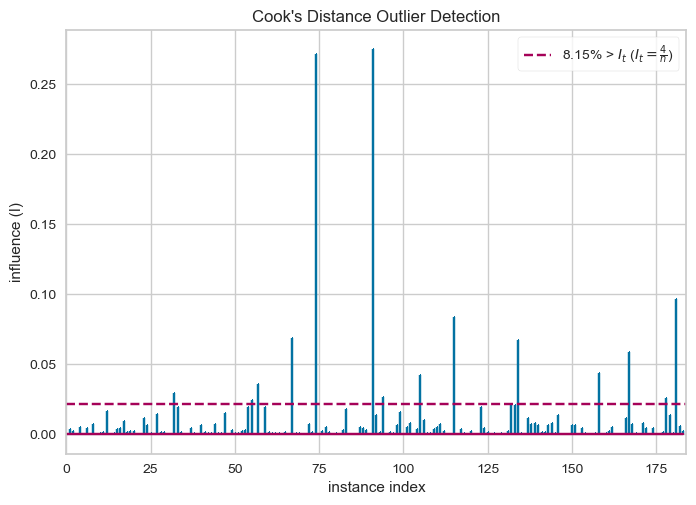 Cook's Distance Outlier Detection
8.15% > I_t (I_t = 4/n)
influence (I)
0.25
0.20
0.15
0.10
0.05
0.00
0 25 50 75 100 125 150 175
instance index